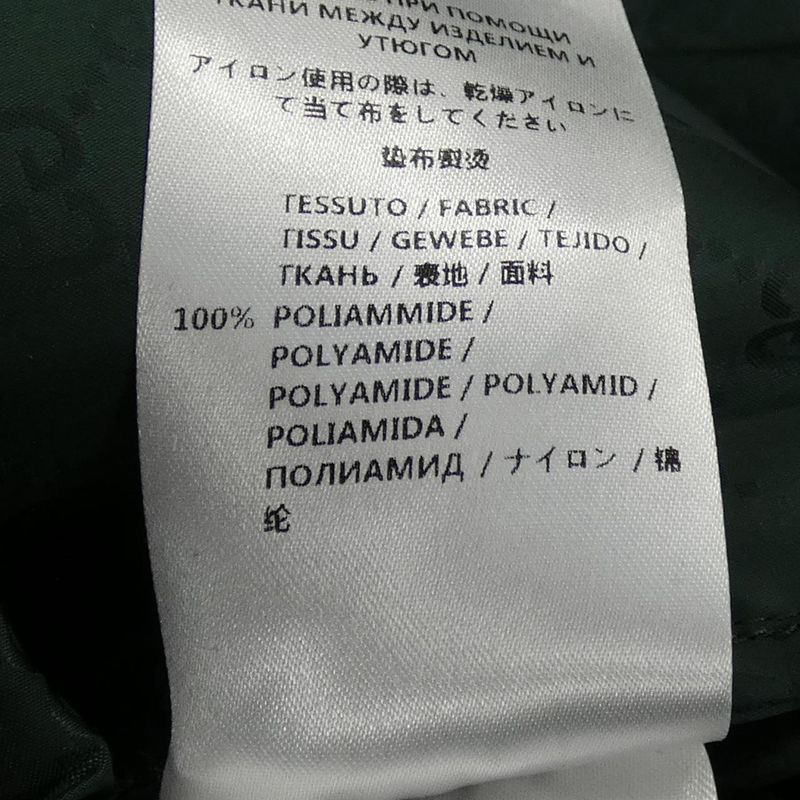 ПРИ ПОМОЩИ
ТКАНИ МЕЖДУ ИЗДЕЛИЕМ И
УТЮГОМ
アイロン使用の際は、乾燥アイロンに
て当て布をしてください
垫布熨烫
TESSUTO / FABRIC /
TISSU / GEWEBE / TEJIDO /
ТКАНЬ / 表地 / 面料
100% POLIAMMIDE /
POLYAMIDE /
POLYAMIDE / POLYAMID /
POLIAMIDA /
ПОЛИАМИД / ナイロン / 锦
纶